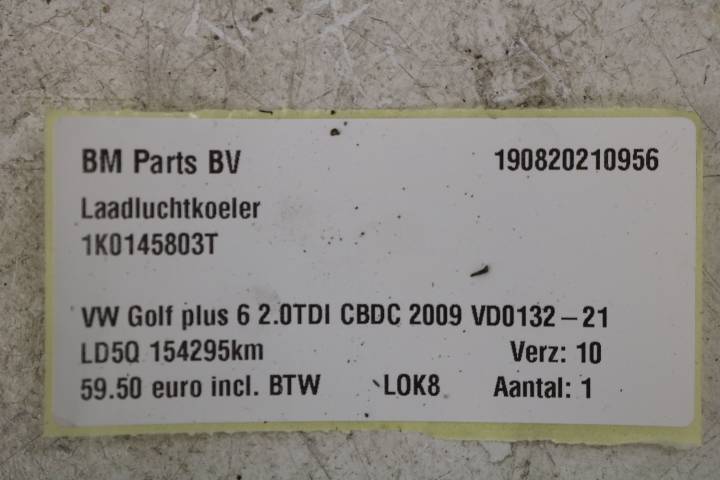 BM Parts BV 190820210956
Laadluchtkoeler
1K0145803T
VW Golf plus 6 2.0TDI CBDC 2009 VD0132-21
LD5Q 154295km Verz: 10
59.50 euro incl. BTW LOK8 Aantal: 1